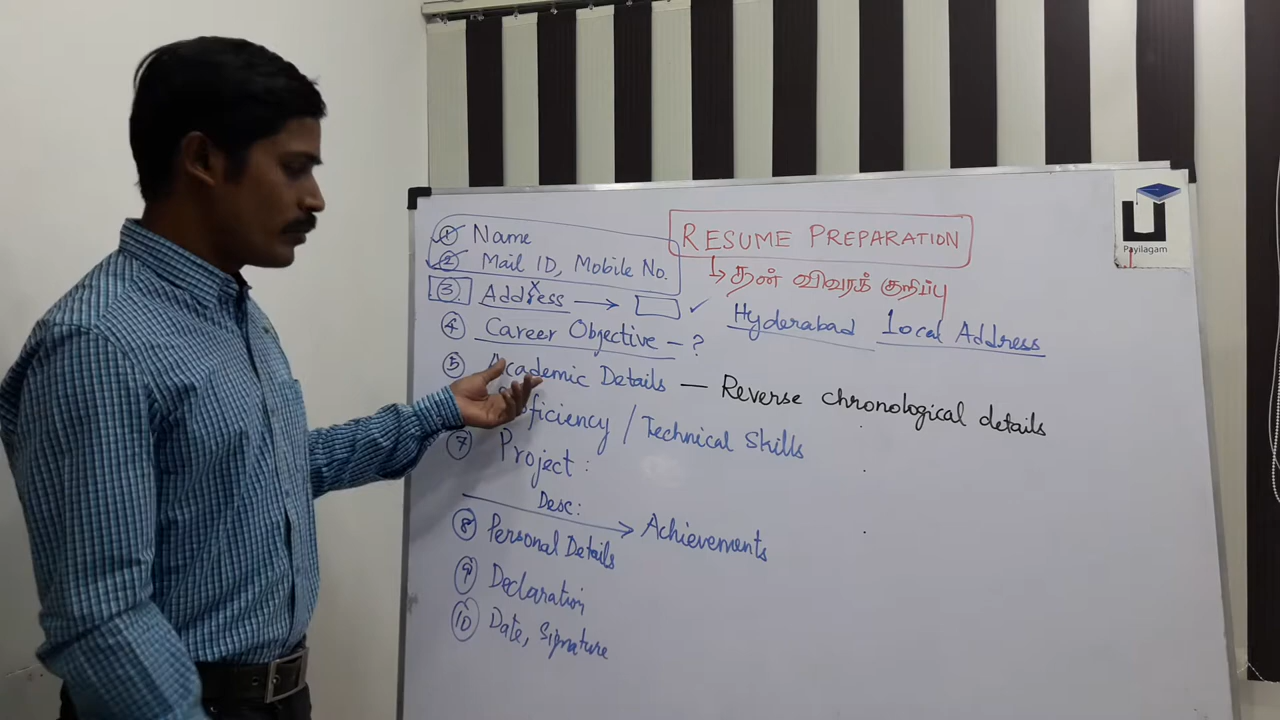 RESUME PREPARATION
→ தன் விவரக் குறிப்பு
Payilagam
① Name
② Mail ID, Mobile No.
③ Address → ✓ Hyderabad Local Address
④ Career Objective - ?
⑤ Academic Details — Reverse chronological details
/ Technical Skills
⑦ Project :
Desc:
→ Achievements
⑧ Personal Details
⑨ Declaration
⑩ Date, Signature